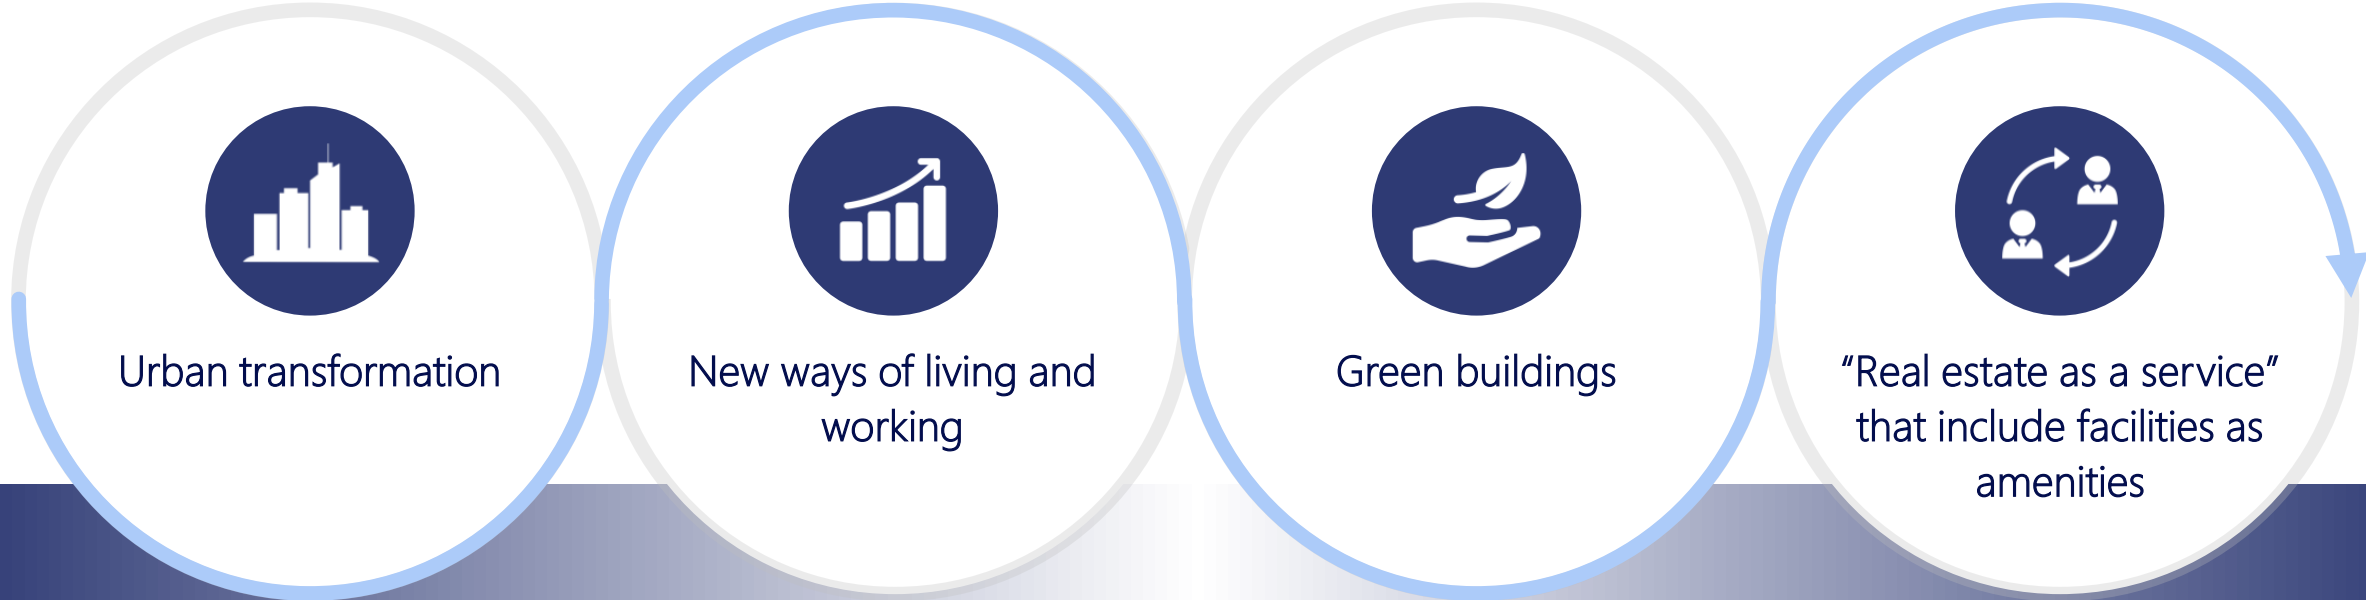 Urban transformation
New ways of living and
working
Green buildings
“Real estate as a service”
that include facilities as
amenities